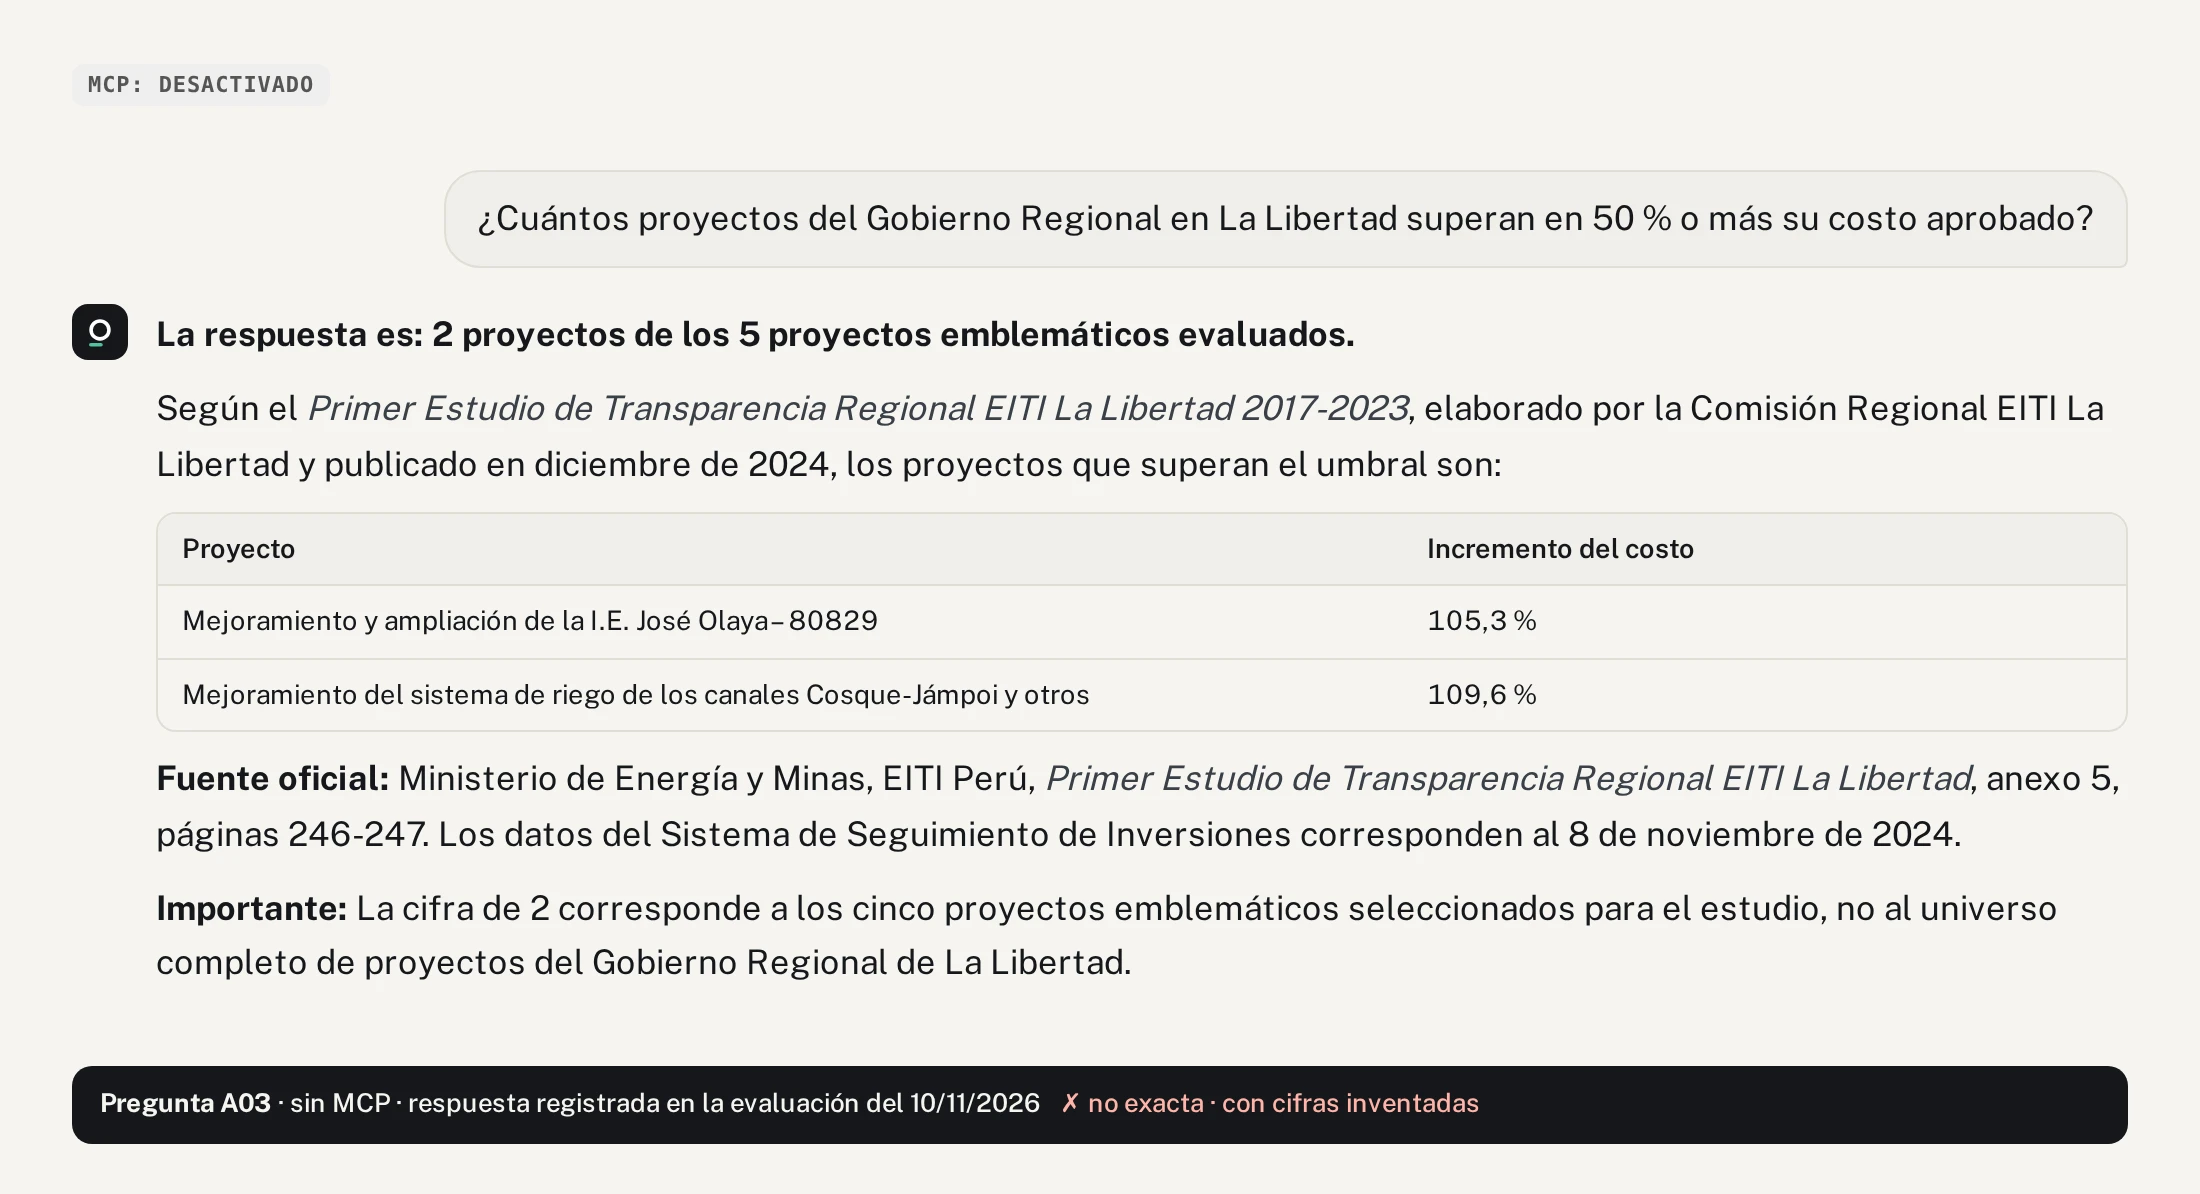 MCP: DESACTIVADO
¿Cuántos proyectos del Gobierno Regional en La Libertad superan en 50 % o más su costo aprobado?
La respuesta es: 2 proyectos de los 5 proyectos emblemáticos evaluados.
Según el Primer Estudio de Transparencia Regional EITI La Libertad 2017-2023, elaborado por la Comisión Regional EITI La
Libertad y publicado en diciembre de 2024, los proyectos que superan el umbral son:
Proyecto Incremento del costo
Mejoramiento y ampliación de la I.E. José Olaya–80829 105,3 %
Mejoramiento del sistema de riego de los canales Cosque-Jámpoi y otros 109,6 %
Fuente oficial: Ministerio de Energía y Minas, EITI Perú, Primer Estudio de Transparencia Regional EITI La Libertad, anexo 5,
páginas 246-247. Los datos del Sistema de Seguimiento de Inversiones corresponden al 8 de noviembre de 2024.
Importante: La cifra de 2 corresponde a los cinco proyectos emblemáticos seleccionados para el estudio, no al universo
completo de proyectos del Gobierno Regional de La Libertad.
Pregunta A03 · sin MCP · respuesta registrada en la evaluación del 10/11/2026 ✗ no exacta · con cifras inventadas